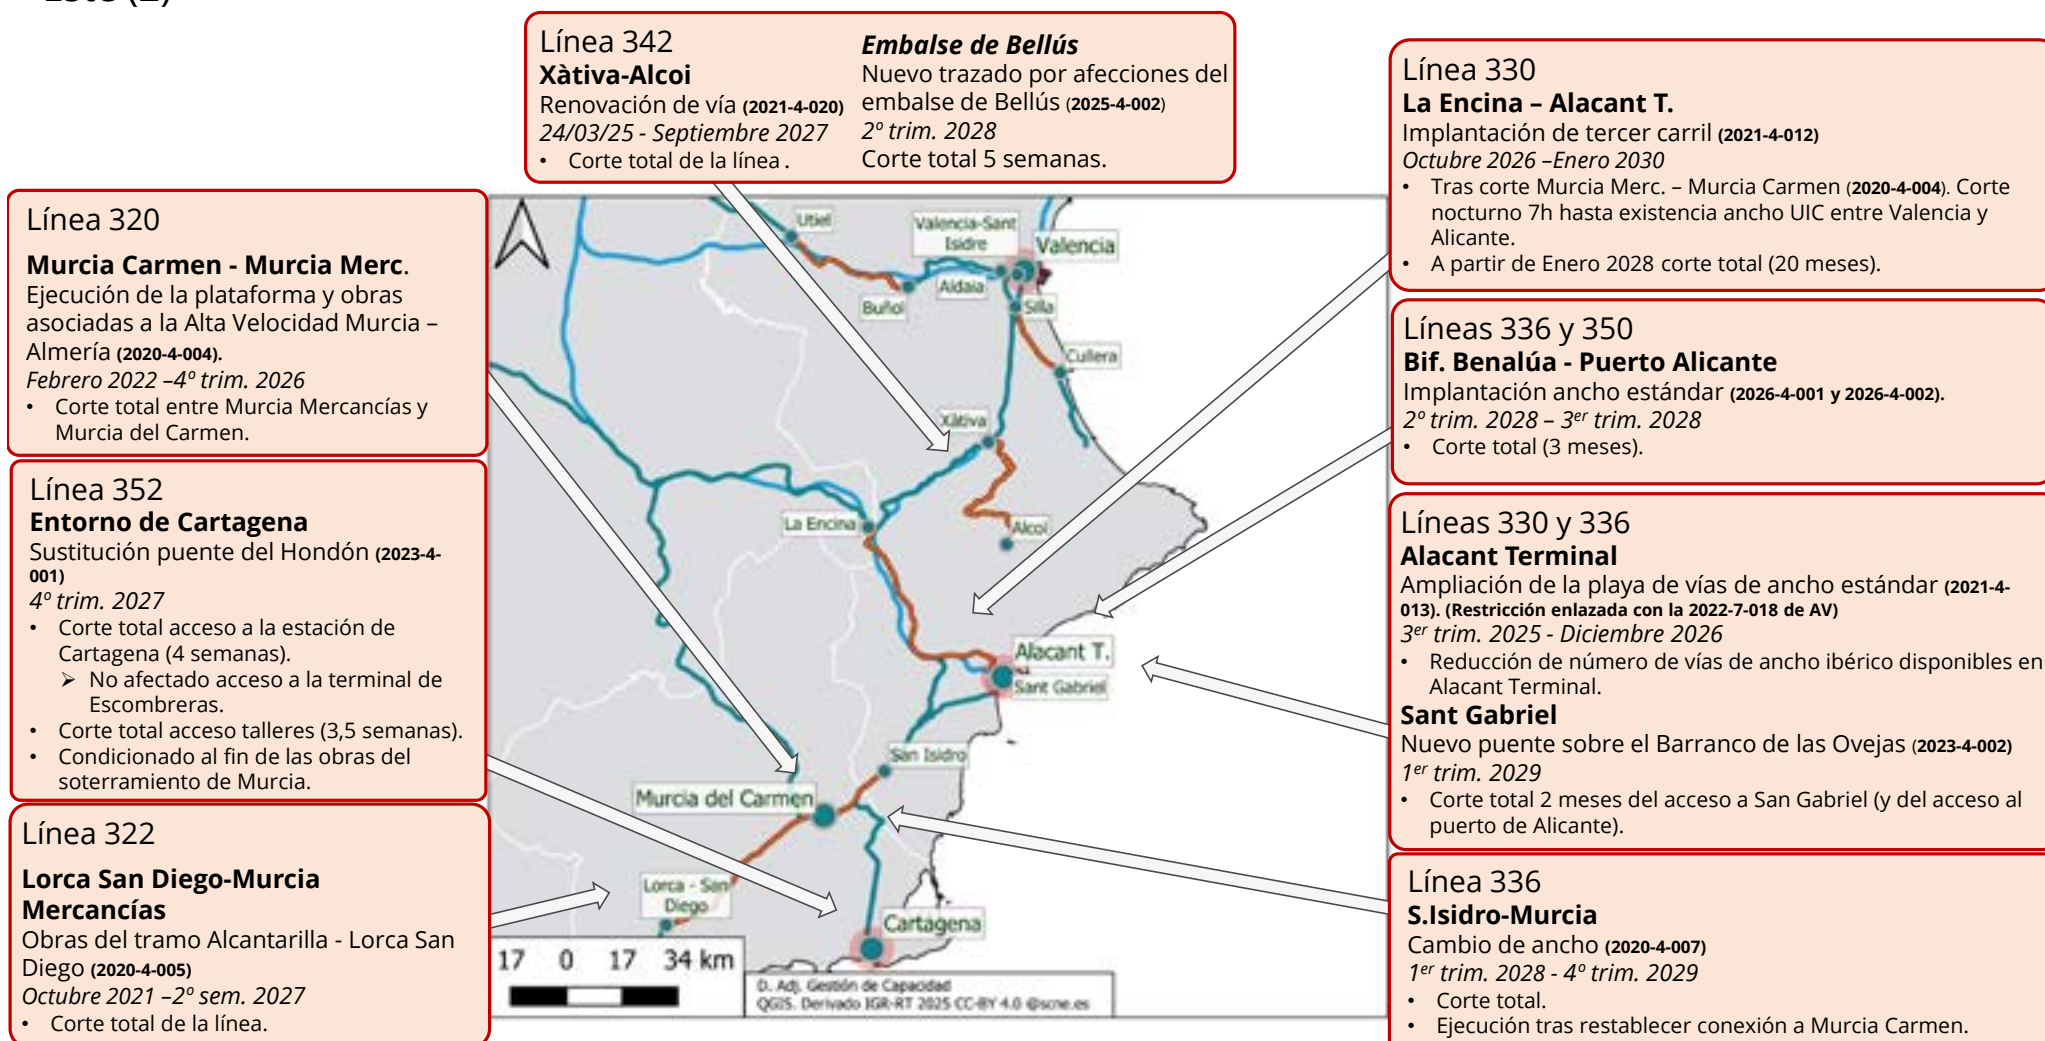 Línea 342
Xàtiva-Alcoi
Renovación de vía (2021-4-020)
24/03/25 - Septiembre 2027
• Corte total de la línea .
Embalse de Bellús
Nuevo trazado por afecciones del
embalse de Bellús (2025-4-002)
2º trim. 2028
Corte total 5 semanas.
Línea 320
Murcia Carmen - Murcia Merc.
Ejecución de la plataforma y obras
asociadas a la Alta Velocidad Murcia –
Almería (2020-4-004).
Febrero 2022 –4º trim. 2026
• Corte total entre Murcia Mercancías y
Murcia del Carmen.
Línea 352
Entorno de Cartagena
Sustitución puente del Hondón (2023-4-
001)
4º trim. 2027
• Corte total acceso a la estación de
Cartagena (4 semanas).
➢ No afectado acceso a la terminal de
Escombreras.
• Corte total acceso talleres (3,5 semanas).
• Condicionado al fin de las obras del
soterramiento de Murcia.
Línea 322
Lorca San Diego-Murcia
Mercancías
Obras del tramo Alcantarilla - Lorca San
Diego (2020-4-005)
Octubre 2021 –2º sem. 2027
• Corte total de la línea.
Utiel
Valencia-Sant
Isidre
Valencia
Aldaia
Buñol
Silla
Cullera
Xàtiva
La Encina
Alcoi
Alacant T.
Sant Gabriel
San Isidro
Murcia del Carmen
Lorca - San
Diego
Cartagena
17 0 17 34 km
D. Adj. Gestión de Capacidad
QGIS. Derivado IGR-RT 2025 CC-BY 4.0 @scne.es
Línea 330
La Encina – Alacant T.
Implantación de tercer carril (2021-4-012)
Octubre 2026 –Enero 2030
• Tras corte Murcia Merc. – Murcia Carmen (2020-4-004). Corte
nocturno 7h hasta existencia ancho UIC entre Valencia y
Alicante.
• A partir de Enero 2028 corte total (20 meses).
Líneas 336 y 350
Bif. Benalúa - Puerto Alicante
Implantación ancho estándar (2026-4-001 y 2026-4-002).
2º trim. 2028 – 3er trim. 2028
• Corte total (3 meses).
Líneas 330 y 336
Alacant Terminal
Ampliación de la playa de vías de ancho estándar (2021-4-
013). (Restricción enlazada con la 2022-7-018 de AV)
3er trim. 2025 - Diciembre 2026
• Reducción de número de vías de ancho ibérico disponibles en
Alacant Terminal.
Sant Gabriel
Nuevo puente sobre el Barranco de las Ovejas (2023-4-002)
1er trim. 2029
• Corte total 2 meses del acceso a San Gabriel (y del acceso al
puerto de Alicante).
Línea 336
S.Isidro-Murcia
Cambio de ancho (2020-4-007)
1er trim. 2028 - 4º trim. 2029
• Corte total.
• Ejecución tras restablecer conexión a Murcia Carmen.